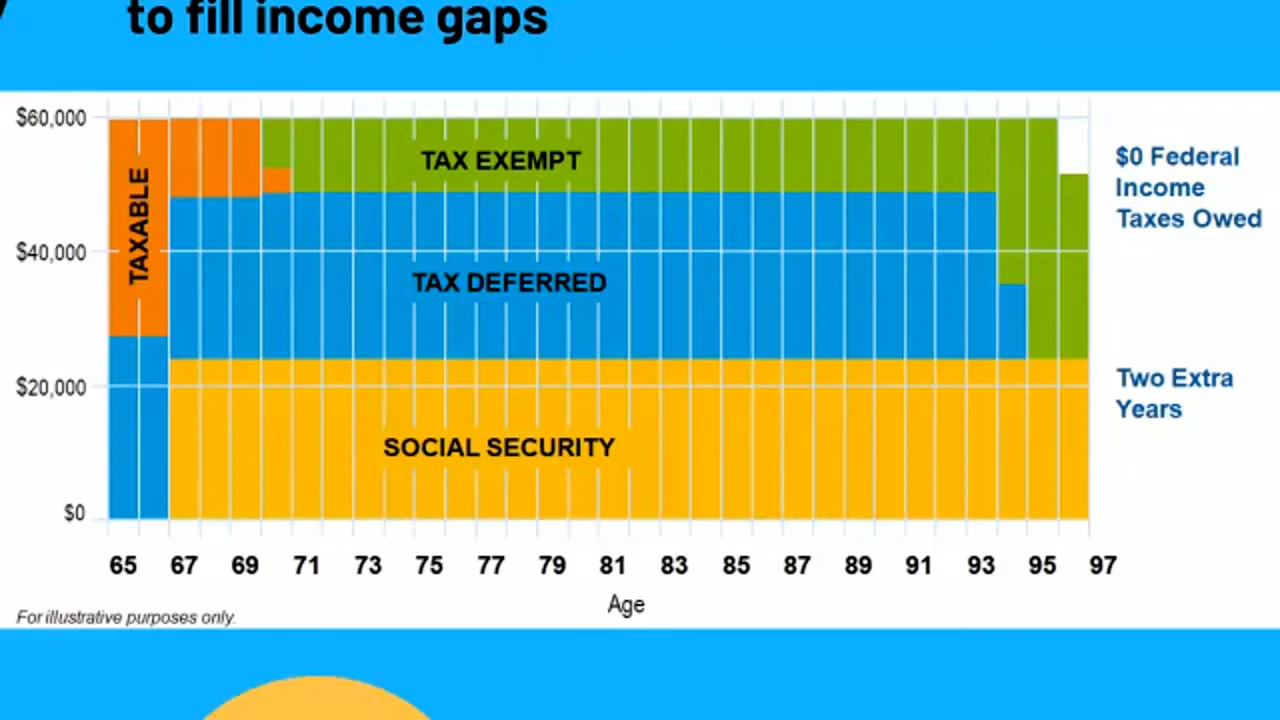 to fill income gaps
$60,000
$40,000
$20,000
$0
TAXABLE
TAX EXEMPT
TAX DEFERRED
SOCIAL SECURITY
$0 Federal
Income
Taxes Owed
Two Extra
Years
65 67 69 71 73 75 77 79 81 83 85 87 89 91 93 95 97
Age
For illustrative purposes only.